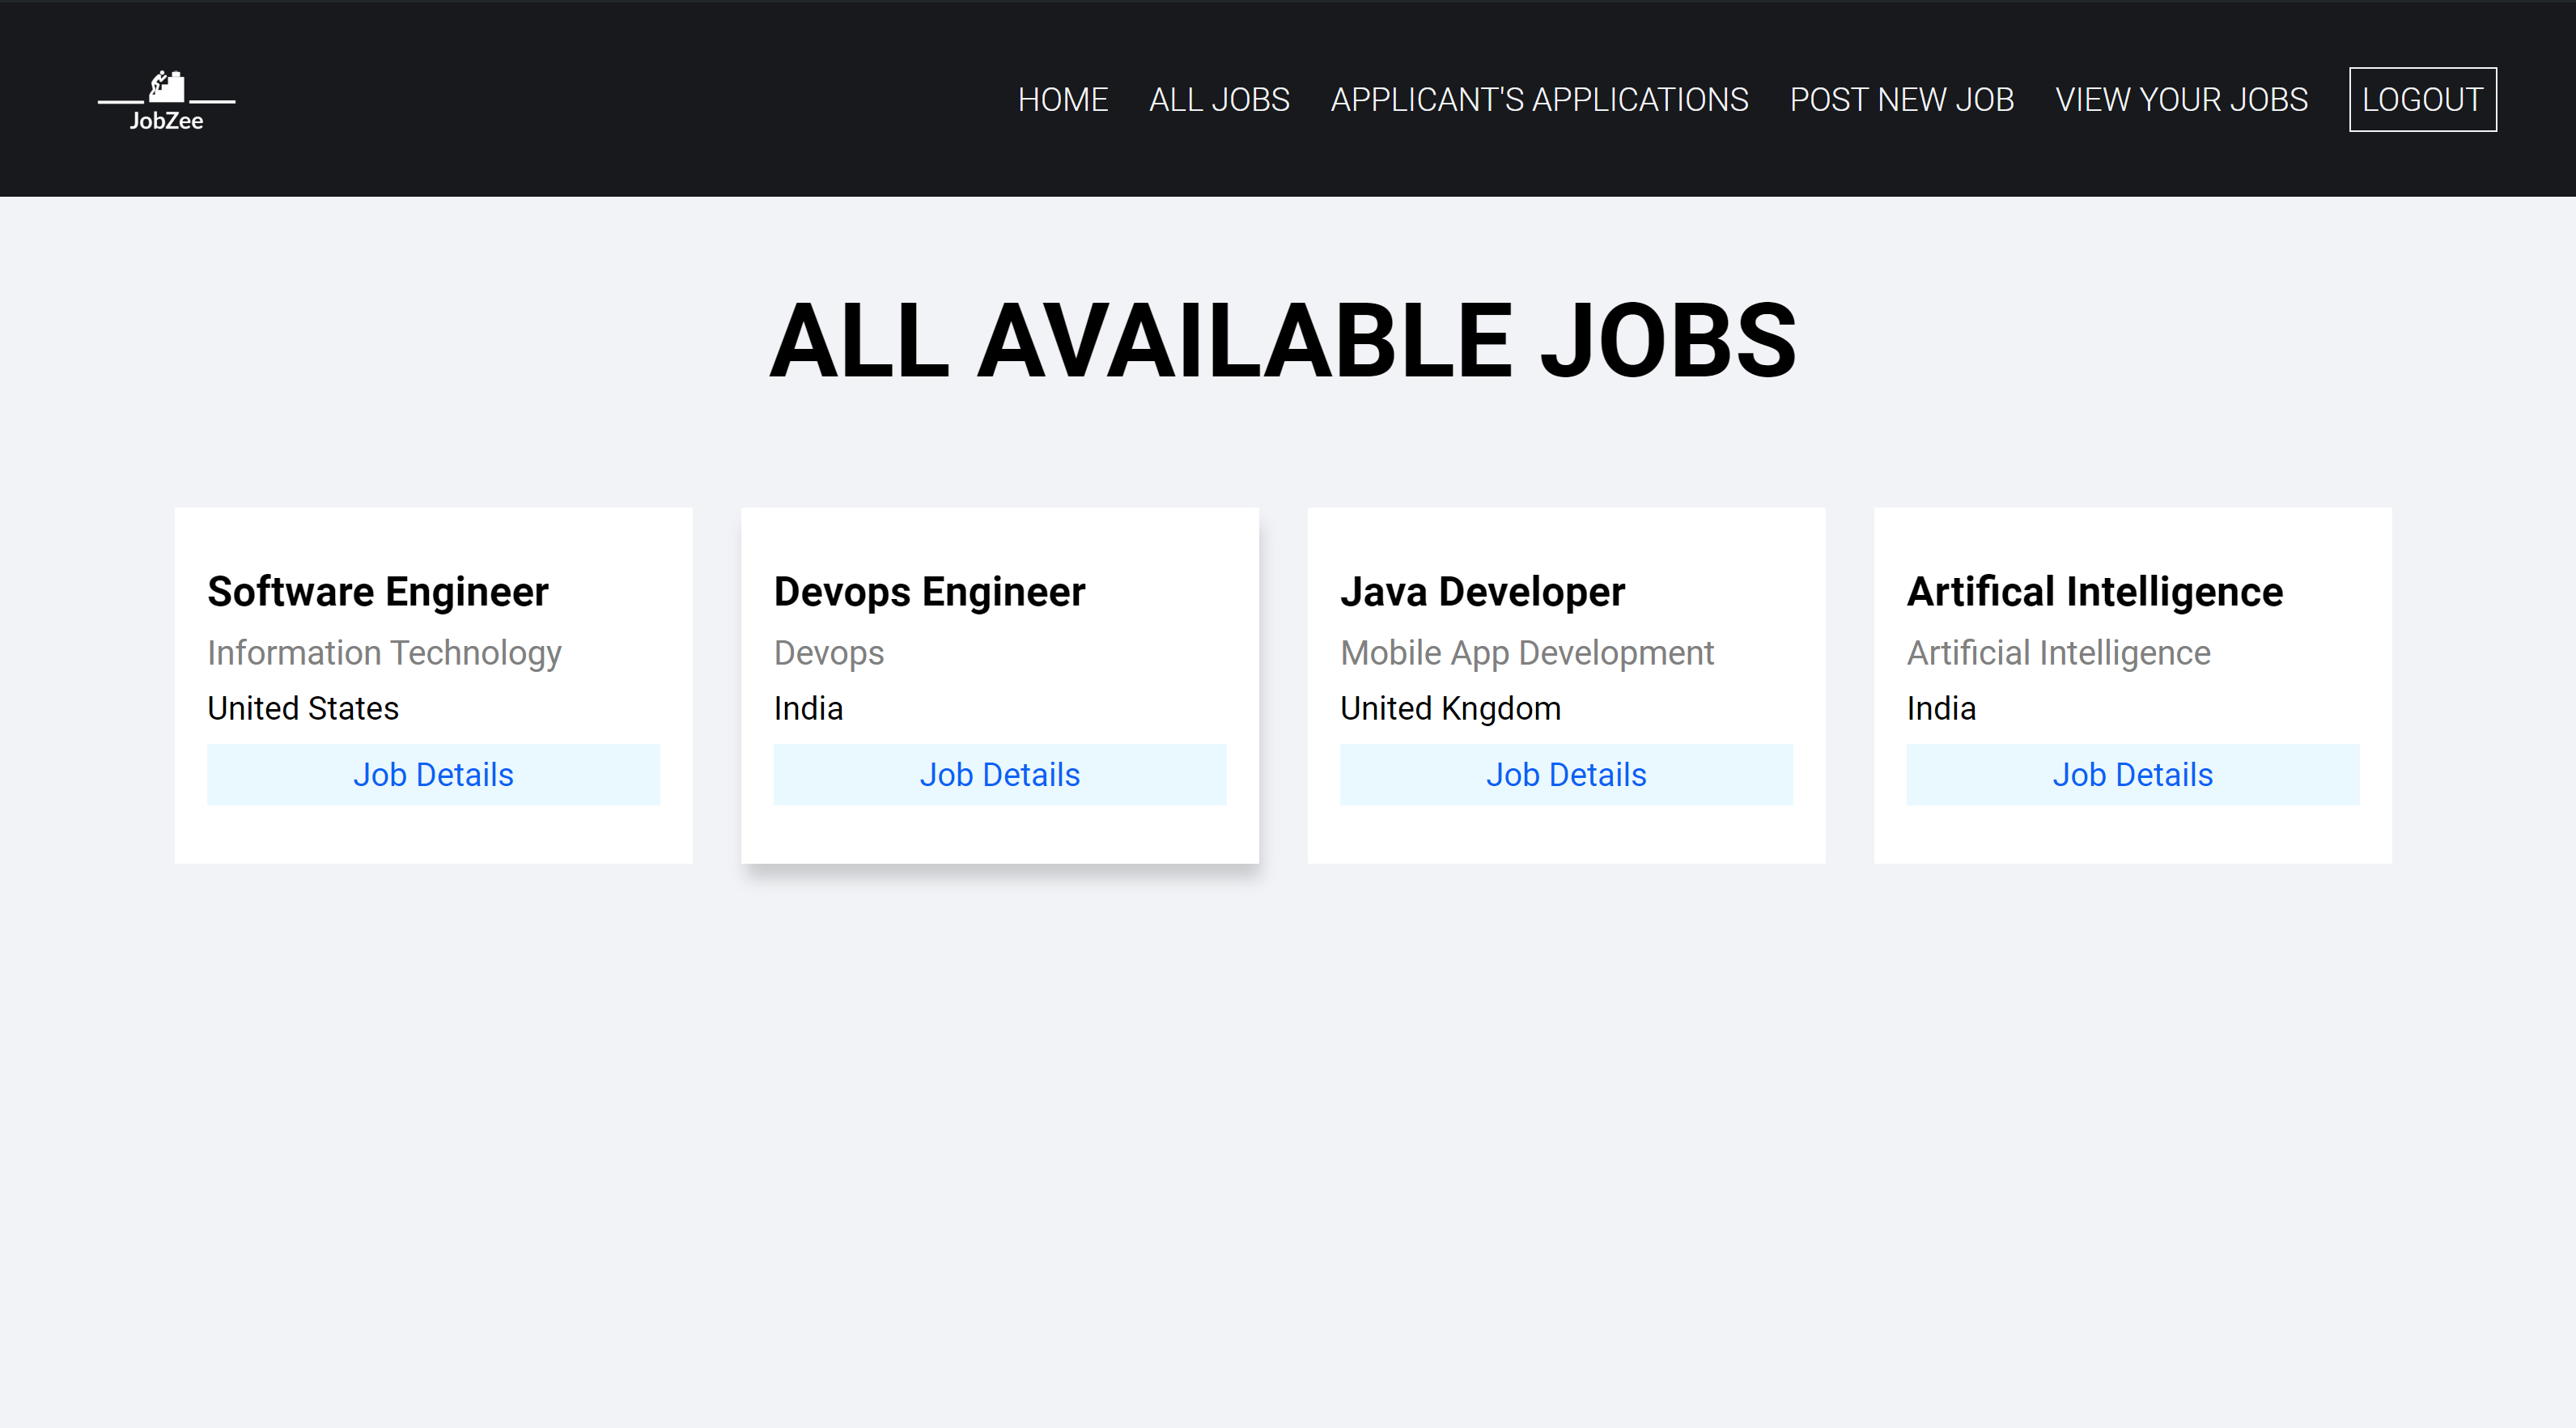 JobZee
HOME ALL JOBS APPLICANT'S APPLICATIONS POST NEW JOB VIEW YOUR JOBS LOGOUT
ALL AVAILABLE JOBS
Software Engineer
Information Technology
United States
Job Details
Devops Engineer
Devops
India
Job Details
Java Developer
Mobile App Development
United Kngdom
Job Details
Artifical Intelligence
Artificial Intelligence
India
Job Details